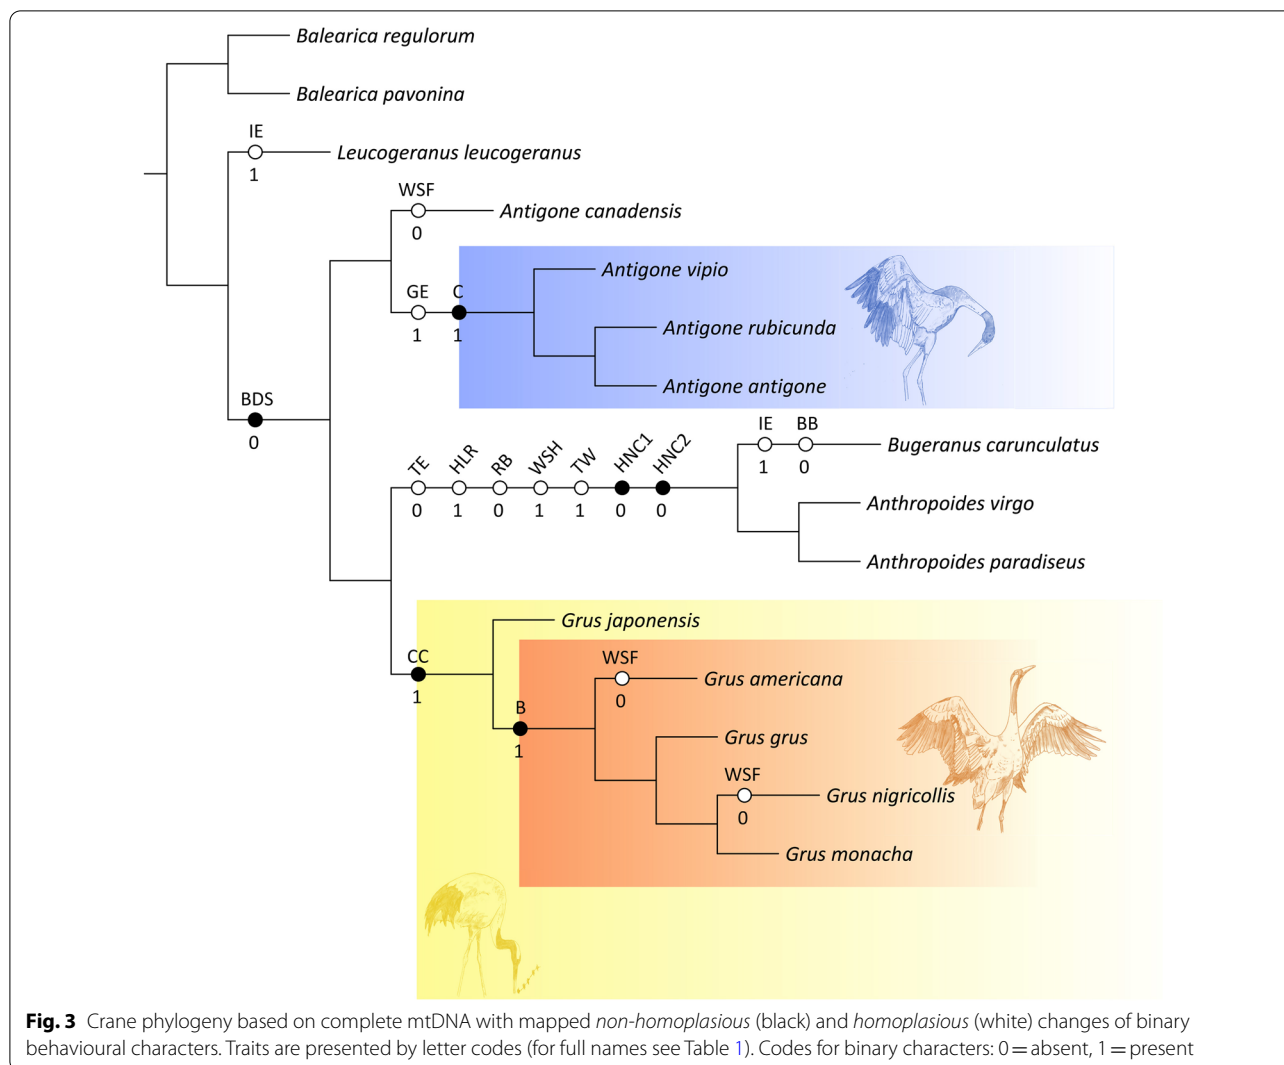 Balearica regulorum
Balearica pavonina
IE
Leucogeranus leucogeranus
1
WSF
Antigone canadensis
0
Antigone vipio
GE C
1 1
Antigone rubicunda
Antigone antigone
BDS
0
IE BB
Bugeranus carunculatus
1 0
TE HLR RB WSH TW HNC1 HNC2
0 1 0 1 1 0 0
Anthropoides virgo
Anthropoides paradiseus
Grus japonensis
CC
1
WSF
Grus americana
0
B
1
Grus grus
WSF
Grus nigricollis
0
Grus monacha
Fig. 3 Crane phylogeny based on complete mtDNA with mapped non-homoplasious (black) and homoplasious (white) changes of binary
behavioural characters. Traits are presented by letter codes (for full names see Table 1). Codes for binary characters: 0 = absent, 1 = present